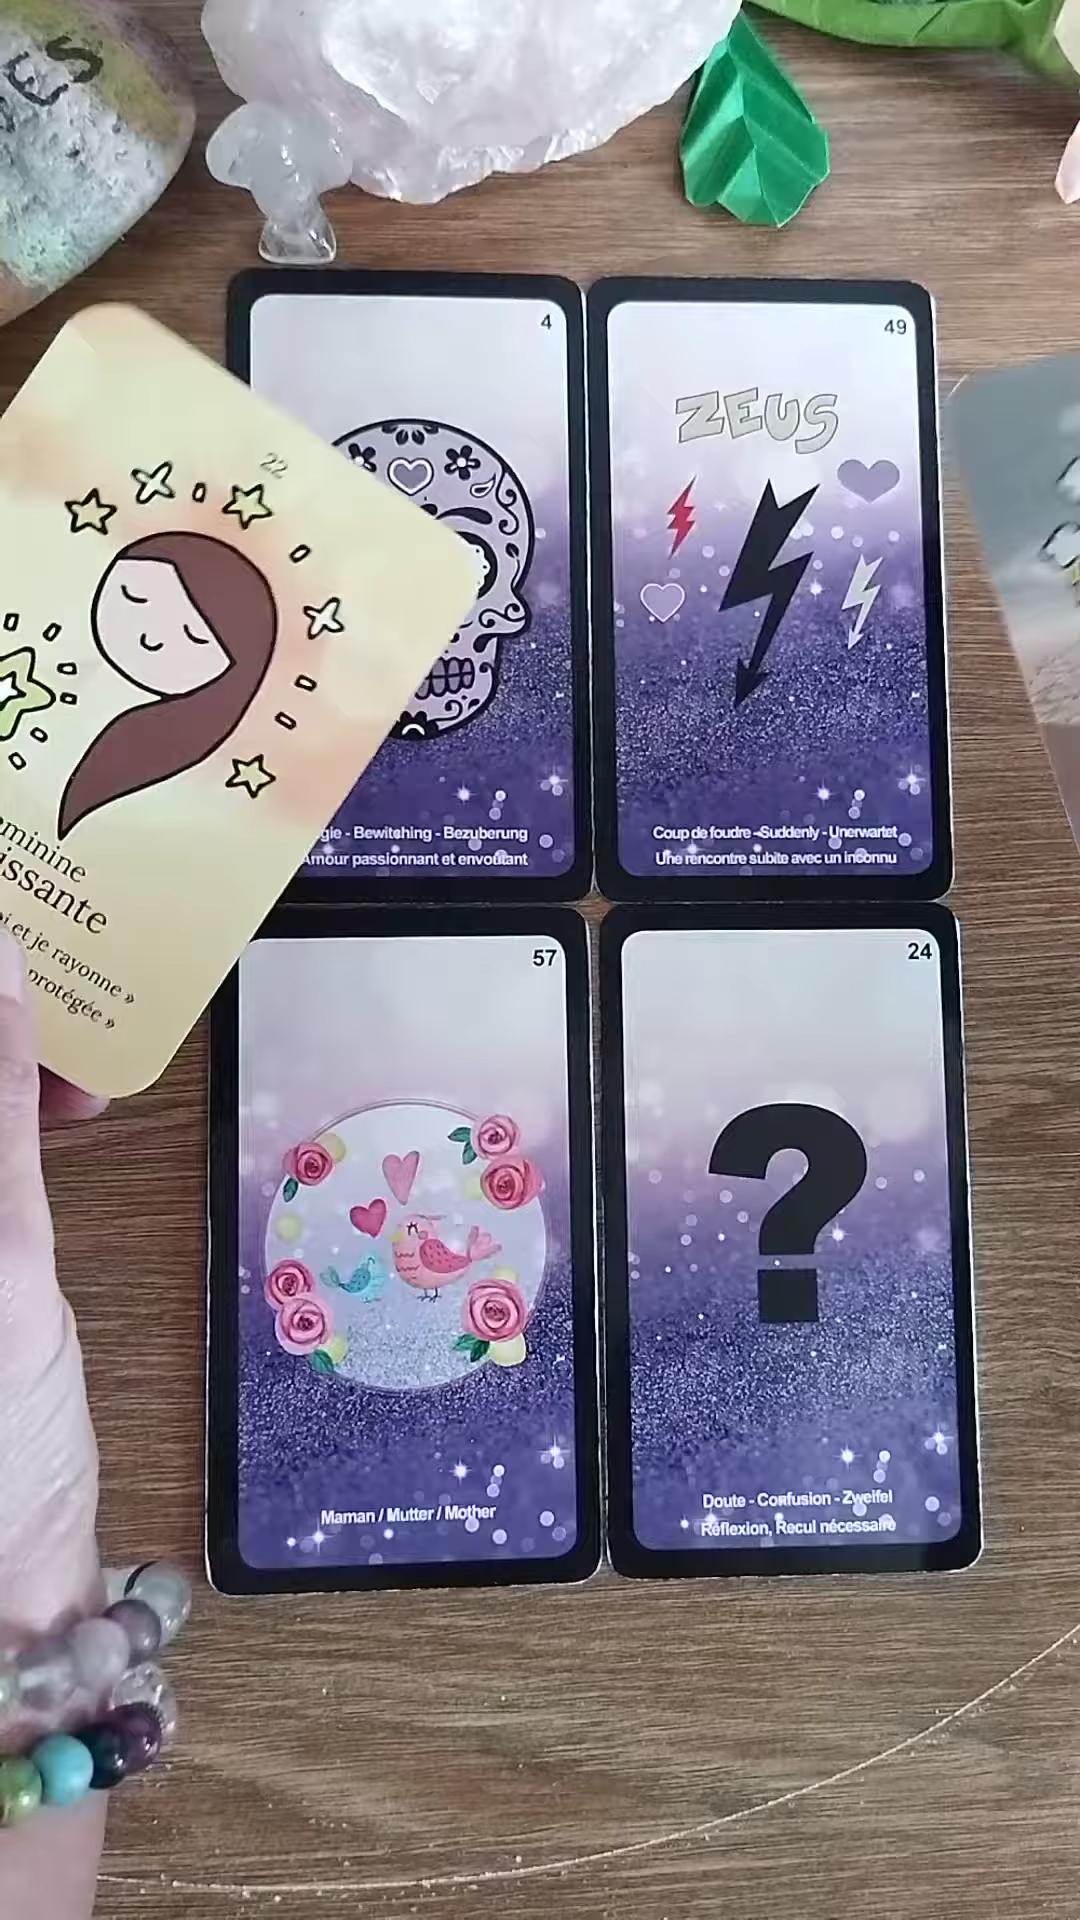 ES
4
gie - Bewitching - Bezuberung
Amour passionnant et envoûtant
49
ZEUS
Coup de foudre -Suddenly - Unerwartet
Une rencontre subite avec un inconnu
22
minine
issante
i et je rayonne »
protégée »
57
Maman / Mutter / Mother
24
?
Doute - Confusion - Zweifel
Réflexion, Recul nécessaire